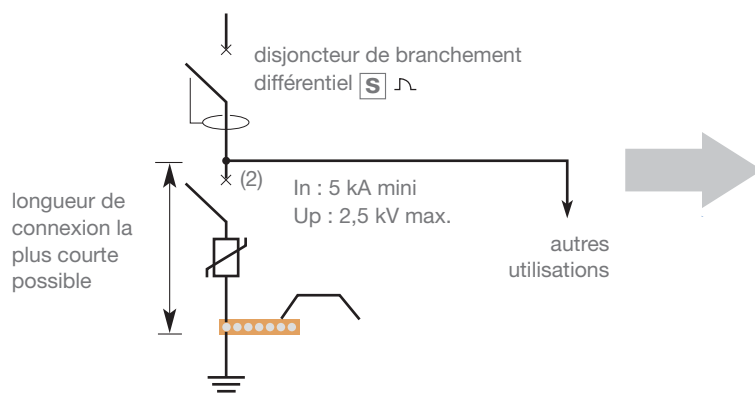 disjoncteur de branchement
différentiel S
(2)
In : 5 kA mini
Up : 2,5 kV max.
longueur de
connexion la
plus courte
possible
autres
utilisations